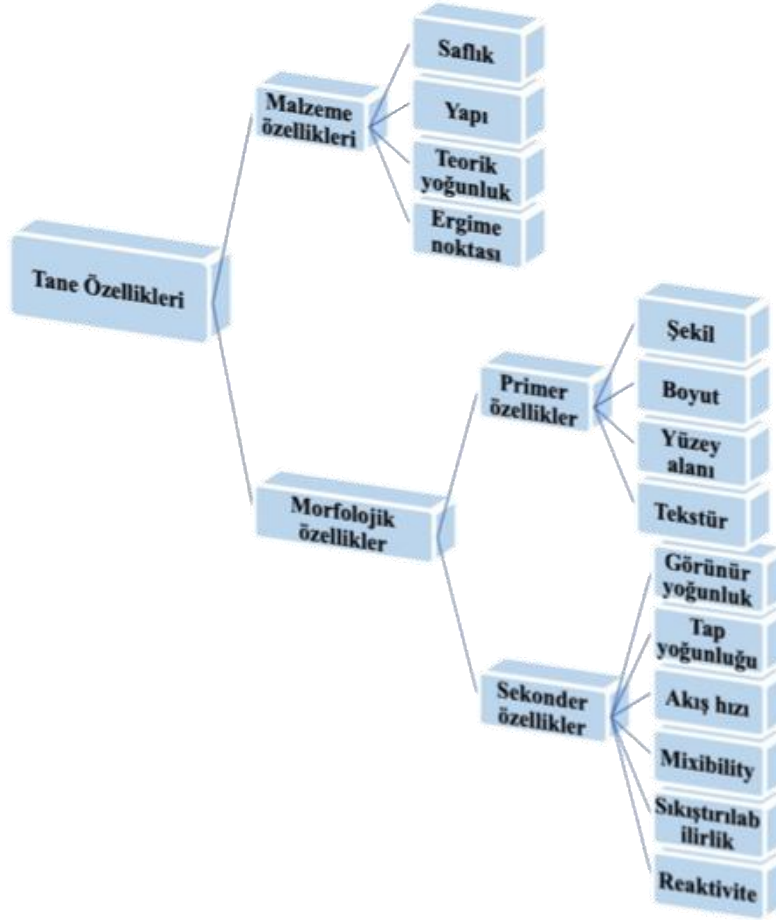 Saflık
Malzeme
özellikleri
Yapı
Teorik
yoğunluk
Ergime
noktası
Tane Özellikleri
Şekil
Primer
özellikler
Boyut
Yüzey
alanı
Tekstür
Morfolojik
özellikler
Görünür
yoğunluk
Tap
yoğunluğu
Sekonder
özellikler
Akış hızı
Mixibility
Sıkıştırılab
ilirlik
Reaktivite